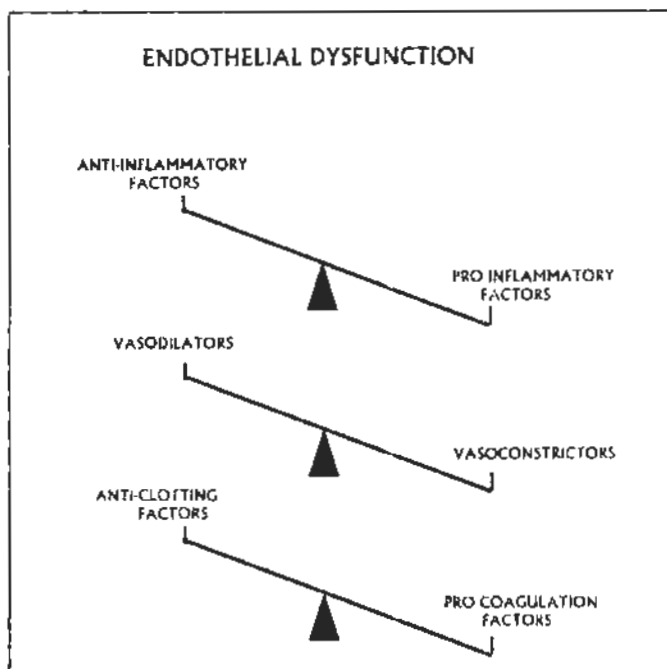 ENDOTHELIAL DYSFUNCTION
ANTI-INFLAMMATORY
FACTORS
PRO INFLAMMATORY
FACTORS
VASODILATORS
VASOCONSTRICTORS
ANTI-CLOTTING
FACTORS
PRO COAGULATION
FACTORS